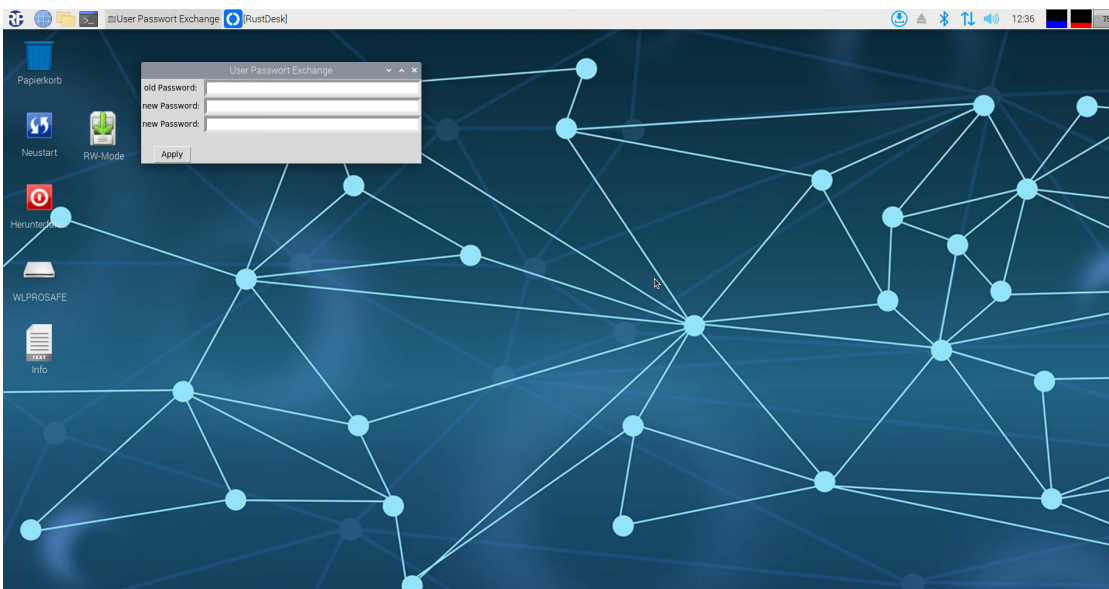 User Passwort Exchange [RustDesk] 12:36
Papierkorb
Neustart
RW-Mode
WLPROSAFE
TEXT
Info
User Passwort Exchange
old Password:
new Password:
new Password:
Apply